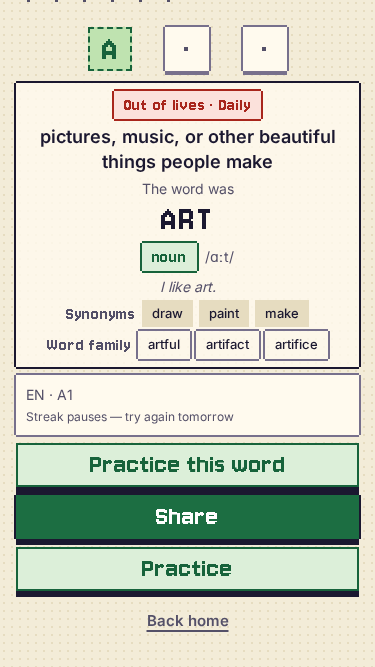 A
Out of lives · Daily
pictures, music, or other beautiful
things people make
The word was
ART
noun /ɑːt/
I like art.
Synonyms draw paint make
Word family artful artifact artifice
EN · A1
Streak pauses — try again tomorrow
Practice this word
Share
Practice
Back home